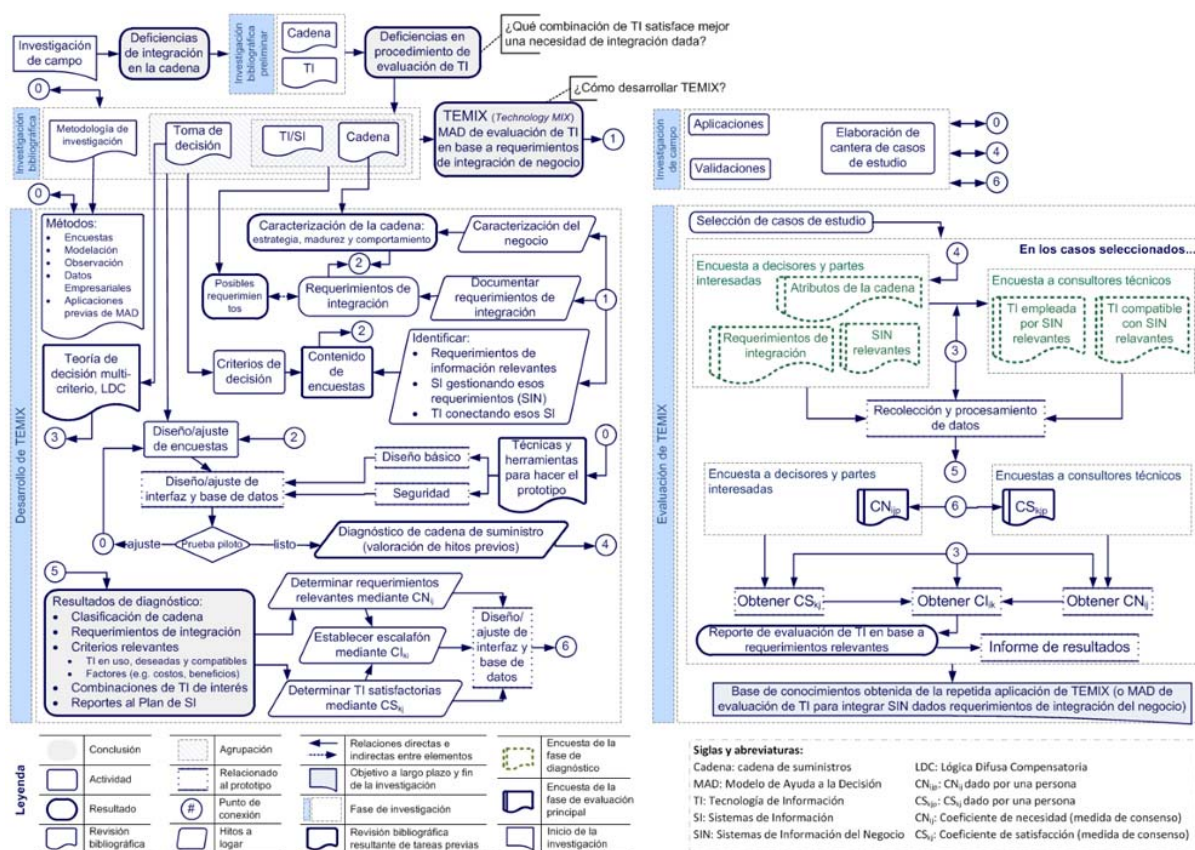 Investigación
de campo
Deficiencias
de integración
en la cadena
Investigación
bibliográfica
preliminar
Cadena
TI
Deficiencias en
procedimiento de
evaluación de TI
¿Qué combinación de TI satisface mejor
una necesidad de integración dada?
¿Cómo desarrollar TEMIX?
0
Investigación
bibliográfica
Metodología de
investigación
Toma de
decisión
TI/SI
Cadena
TEMIX (Technology MIX)
MAD de evaluación de TI
en base a requerimientos
de integración de negocio
1
0
Desarrollo de TEMIX
Métodos:
• Encuestas
• Modelación
• Observación
• Datos
Empresariales
• Aplicaciones
previas de MAD
Caracterización de la cadena:
estrategia, madurez y comportamiento
Caracterización del
negocio
2
Posibles
requerimien
tos
Requerimientos de
integración
Documentar
requerimientos de
integración
1
2
Teoría de
decisión multi-
criterio, LDC
Criterios de
decisión
Contenido
de
encuestas
Identificar:
• Requerimientos de
información relevantes
• SI gestionando esos
requerimientos (SIN)
• TI conectando esos SI
3
Diseño/ajuste
de encuestas
2
0
Diseño/ajuste de
interfaz y base de datos
Diseño básico
Seguridad
Técnicas y
herramientas
para hacer el
prototipo
0
ajuste
Prueba piloto
listo
Diagnóstico de cadena de suministro
(valoración de hitos previos)
4
5
Resultados de diagnóstico:
• Clasificación de cadena
• Requerimientos de integración
• Criterios relevantes
• TI en uso, deseadas y compatibles
• Factores (e.g. costos, beneficios)
• Combinaciones de TI de interés
• Reportes al Plan de SI
Determinar requerimientos
relevantes mediante CNij
Establecer escalafón
mediante CIikj
Determinar TI satisfactorias
mediante CSkj
Diseño/
ajuste de
interfaz y
base de
datos
6
Investigación
de campo
Aplicaciones
Validaciones
Elaboración de
cantera de casos
de estudio
0
4
6
Evaluación de TEMIX
Selección de casos de estudio
4
En los casos seleccionados...
Encuesta a decisores y partes
interesadas
Atributos de la cadena
Requerimientos de
integración
SIN
relevantes
Encuesta a consultores técnicos
TI empleada
por SIN
relevantes
TI compatible
con SIN
relavantes
3
Recolección y procesamiento
de datos
5
Encuesta a decisores y partes
interesadas
CNijp
6
Encuestas a consultores técnicos
CSkjp
3
Obtener CSkj
Obtener CIik
Obtener CNij
Reporte de evaluación de TI en base a
requerimientos relevantes
Informe de resultados
Base de conocimientos obtenida de la repetida aplicación de TEMIX (o MAD de
evaluación de TI para integrar SIN dados requerimientos de integración del negocio)
Leyenda
Conclusión
Actividad
Resultado
Revisión
bibliográfica
Agrupación
Relacionado
al prototipo
#
Punto de
conexión
Hitos a
lograr
Relaciones directas e
indirectas entre elementos
Objetivo a largo plazo y fin
de la investigación
Fase de investigación
Revisión bibliográfica
resultante de tareas previas
Encuesta de la
fase de
diagnóstico
Encuesta de la
fase de evaluación
principal
Inicio de la
investigación
Siglas y abreviaturas:
Cadena: cadena de suministros
MAD: Modelo de Ayuda a la Decisión
TI: Tecnología de Información
SI: Sistemas de Información
SIN: Sistemas de Información del Negocio
LDC: Lógica Difusa Compensatoria
CNijp: CNij dado por una persona
CSkjp: CSkj dado por una persona
CNij: Coeficiente de necesidad (medida de consenso)
CSkj: Coeficiente de satisfacción (medida de consenso)